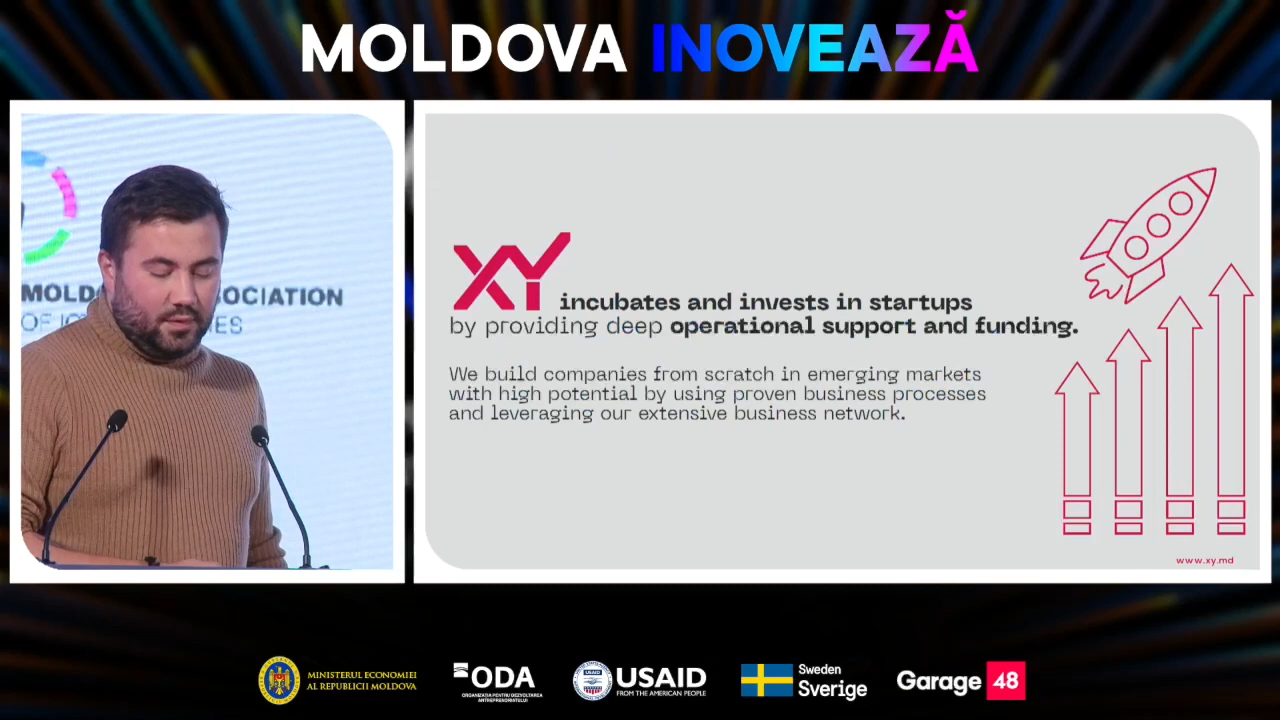 MOLDOVA INOVEAZĂ
MOLD OCIATION
OF IC ES
XY incubates and invests in startups
by providing deep operational support and funding.
We build companies from scratch in emerging markets
with high potential by using proven business processes
and leveraging our extensive business network.
www.xy.md
MINISTERUL ECONOMIEI
AL REPUBLICII MOLDOVA
ODA
ORGANIZAȚIA PENTRU DEZVOLTAREA
ANTREPRENORIATULUI
USAID
USAID
FROM THE AMERICAN PEOPLE
Sweden
Sverige
Garage 48